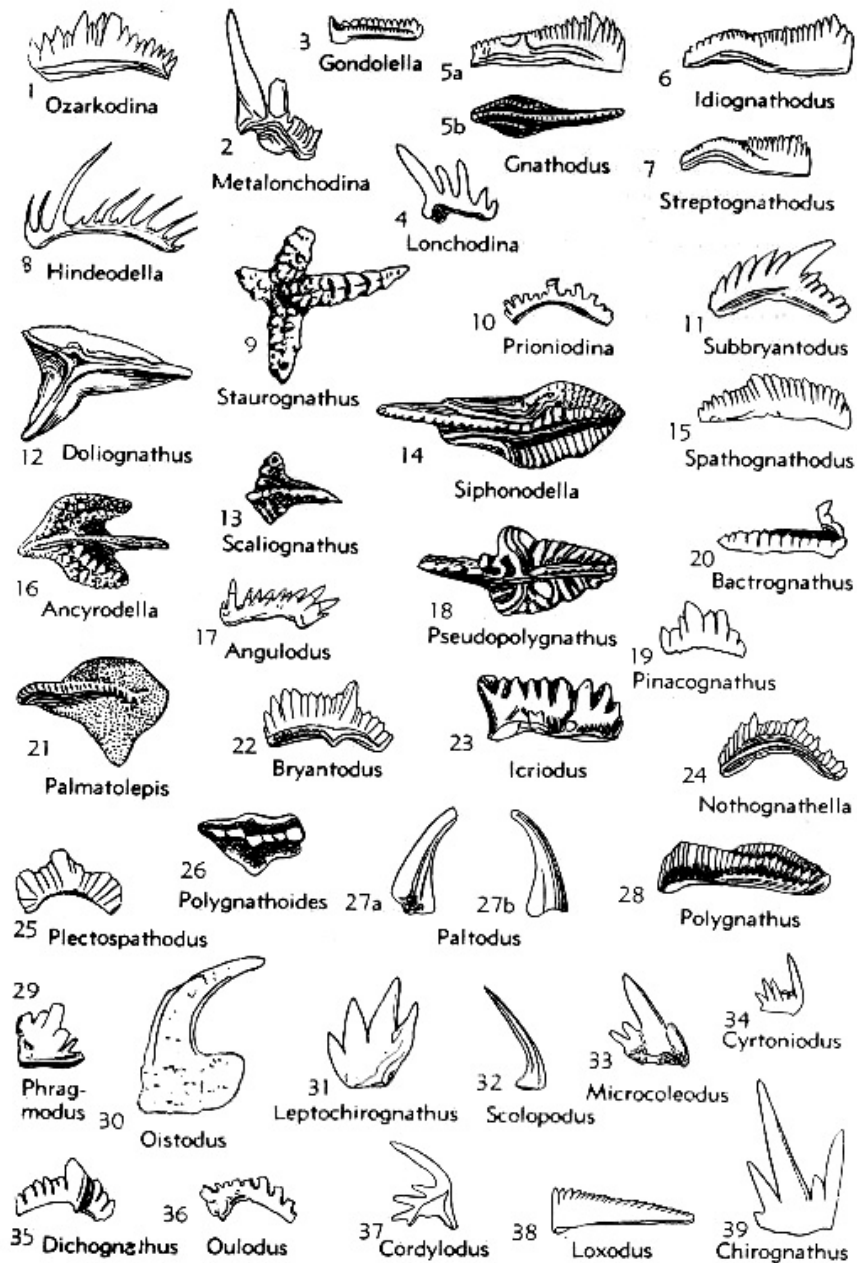 1
Ozarkodina
2
Metalonchodina
3
Gondolella
4
Lonchodina
5a
5b
Gnathodus
6
Idiognathodus
7
Streptognathodus
8
Hindeodella
9
Staurognathus
10
Prioniodina
11
Subbryantodus
12
Doliognathus
13
Scaliognathus
14
Siphonodella
15
Spathognathodus
16
Ancyrodella
17
Angulodus
18
Pseudopolygnathus
19
Pinacognathus
20
Bactrognathus
21
Palmatolepis
22
Bryantodus
23
Icriodus
24
Nothognathella
25
Plectospathodus
26
Polygnathoides
27a
27b
Paltodus
28
Polygnathus
29
Phrag-
modus
30
Oistodus
31
Leptochirognathus
32
Scolopodus
33
Microcoleodus
34
Cyrtoniodus
35
Dichognathus
36
Oulodus
37
Cordylodus
38
Loxodus
39
Chirognathus